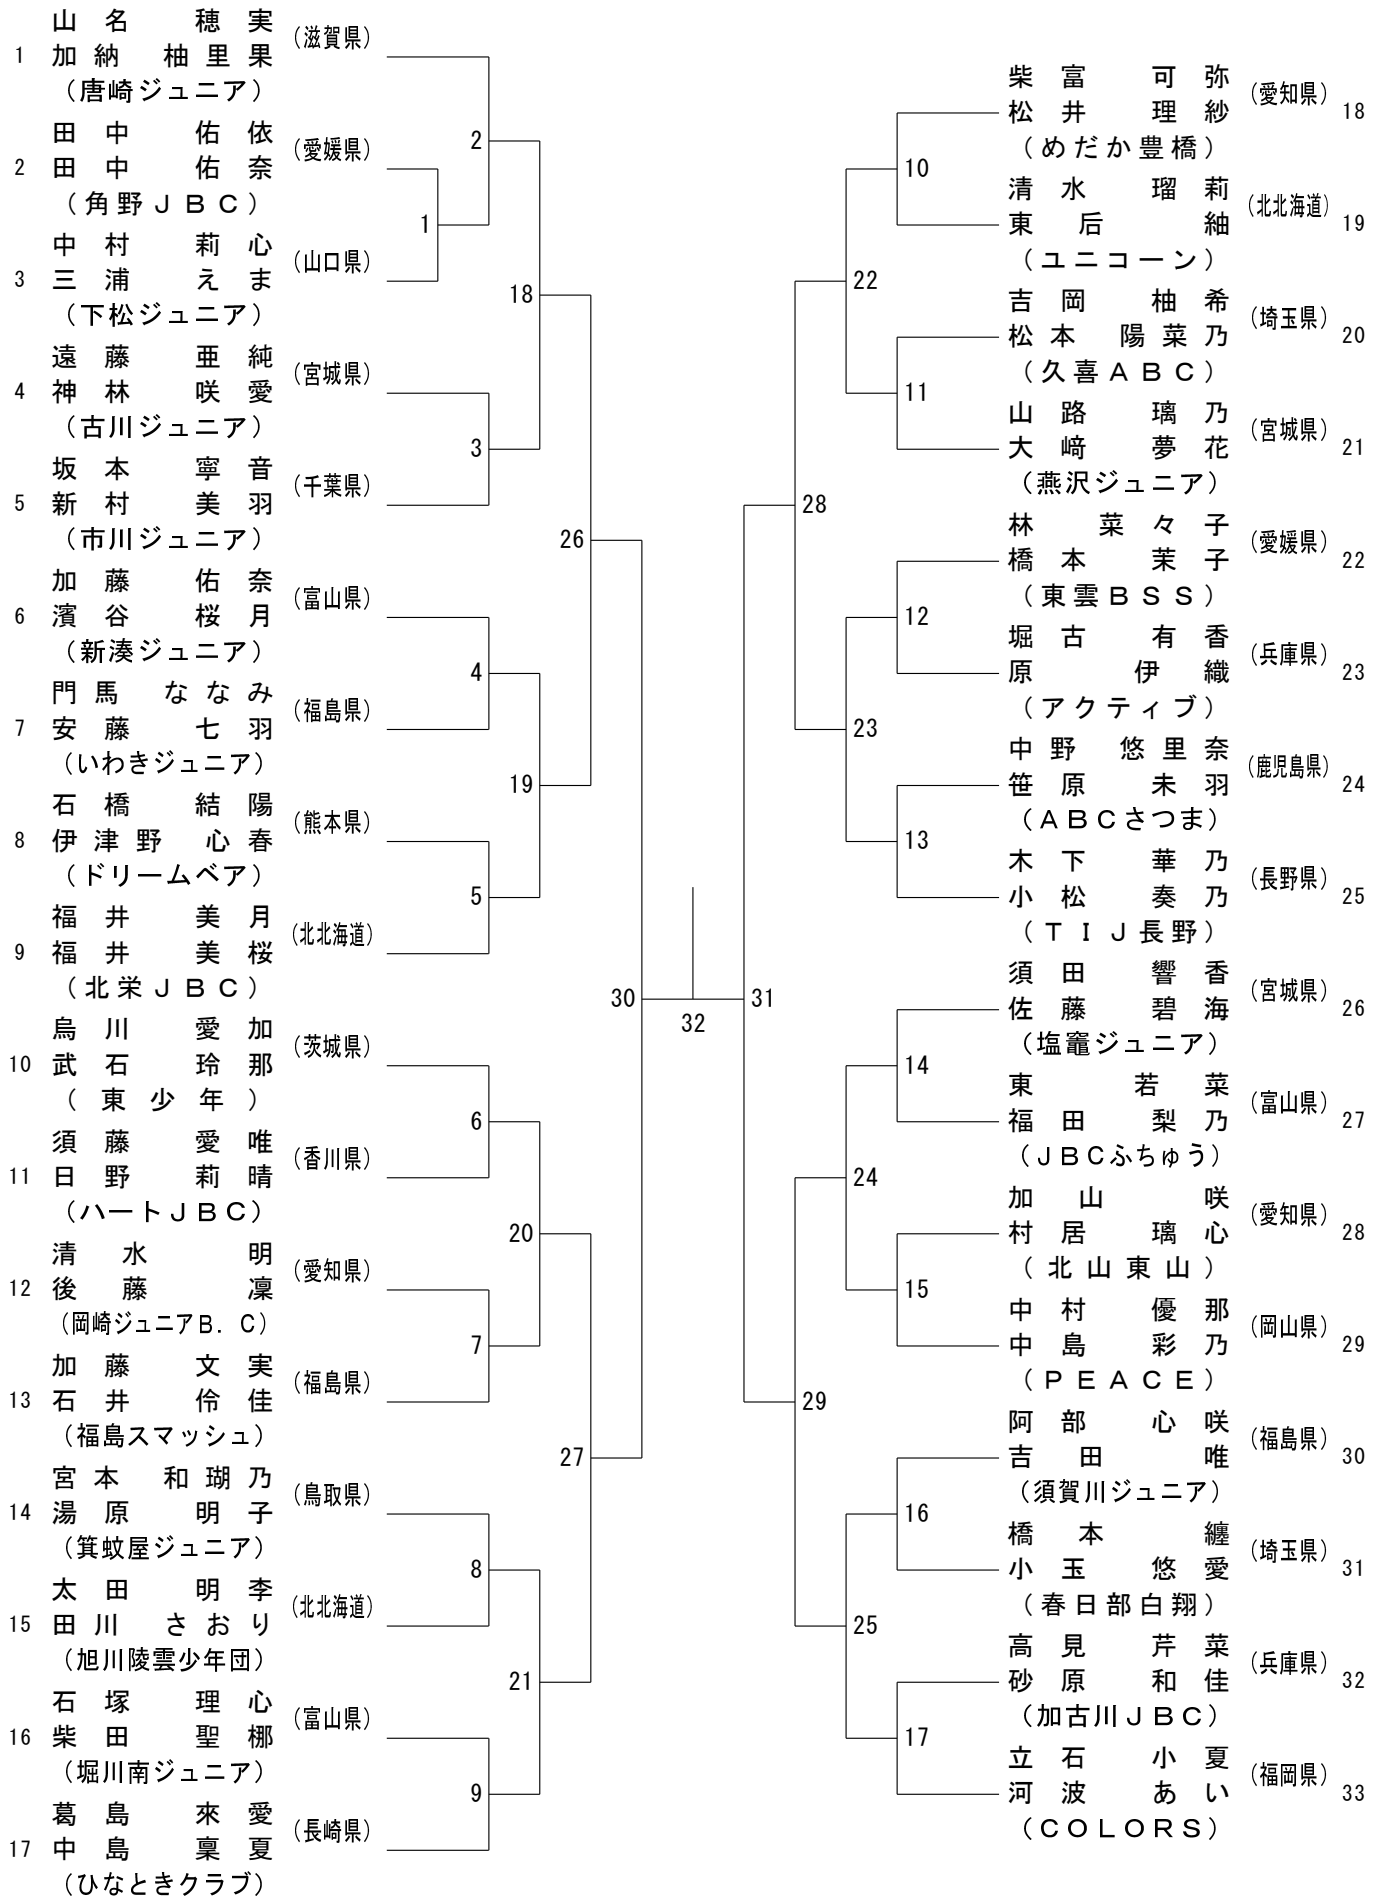 山名 穂実
1 加納 柚里果 (滋賀県)
(唐崎ジュニア)
田中 佑依
2 田中 佑奈 (愛媛県)
(角野JBC)
中村 莉心
3 三浦 えま (山口県)
(下松ジュニア)
遠藤 亜純
4 神林 咲愛 (宮城県)
(古川ジュニア)
坂本 寧音
5 新村 美羽 (千葉県)
(市川ジュニア)
加藤 佑奈
6 濱谷 桜月 (富山県)
(新湊ジュニア)
門馬 ななみ
7 安藤 七羽 (福島県)
(いわきジュニア)
石橋 結陽
8 伊津野 心春 (熊本県)
(ドリームベア)
福井 美月
9 福井 美桜 (北北海道)
(北栄JBC)
烏川 愛加
10 武石 玲那 (茨城県)
(東少年)
須藤 愛唯
11 日野 莉晴 (香川県)
(ハートJBC)
清水 明
12 後藤 凜 (愛知県)
(岡崎ジュニアB.C)
加藤 文実
13 石井 伶佳 (福島県)
(福島スマッシュ)
宮本 和瑚乃
14 湯原 明子 (鳥取県)
(箕蚊屋ジュニア)
太田 明李
15 田川 さおり (北北海道)
(旭川陵雲少年団)
石塚 理心
16 柴田 聖梛 (富山県)
(堀川南ジュニア)
葛島 來愛
17 中島 稟夏 (長崎県)
(ひなときクラブ)
1
2
3
4
5
6
7
8
9
18
19
20
21
26
27
30
32
31
28
29
22
23
24
25
10
11
12
13
14
15
16
17
柴富 可弥
松井 理紗 (愛知県) 18
(めだか豊橋)
清水 瑠莉
東后 紬 (北北海道) 19
(ユニコーン)
吉岡 柚希
松本 陽菜乃 (埼玉県) 20
(久喜ABC)
山路 璃乃
大﨑 夢花 (宮城県) 21
(燕沢ジュニア)
林 菜々子
橋本 茉子 (愛媛県) 22
(東雲BSS)
堀古 有香
原 伊織 (兵庫県) 23
(アクティブ)
中野 悠里奈
笹原 未羽 (鹿児島県) 24
(ABCさつま)
木下 華乃
小松 奏乃 (長野県) 25
(TIJ長野)
須田 響香
佐藤 碧海 (宮城県) 26
(塩竈ジュニア)
東 若菜
福田 梨乃 (富山県) 27
(JBCふちゅう)
加山 咲
村居 璃心 (愛知県) 28
(北山東山)
中村 優那
中島 彩乃 (岡山県) 29
(PEACE)
阿部 心咲
吉田 唯 (福島県) 30
(須賀川ジュニア)
橋本 纏
小玉 悠愛 (埼玉県) 31
(春日部白翔)
高見 芹菜
砂原 和佳 (兵庫県) 32
(加古川JBC)
立石 小夏
河波 あい (福岡県) 33
(COLORS)